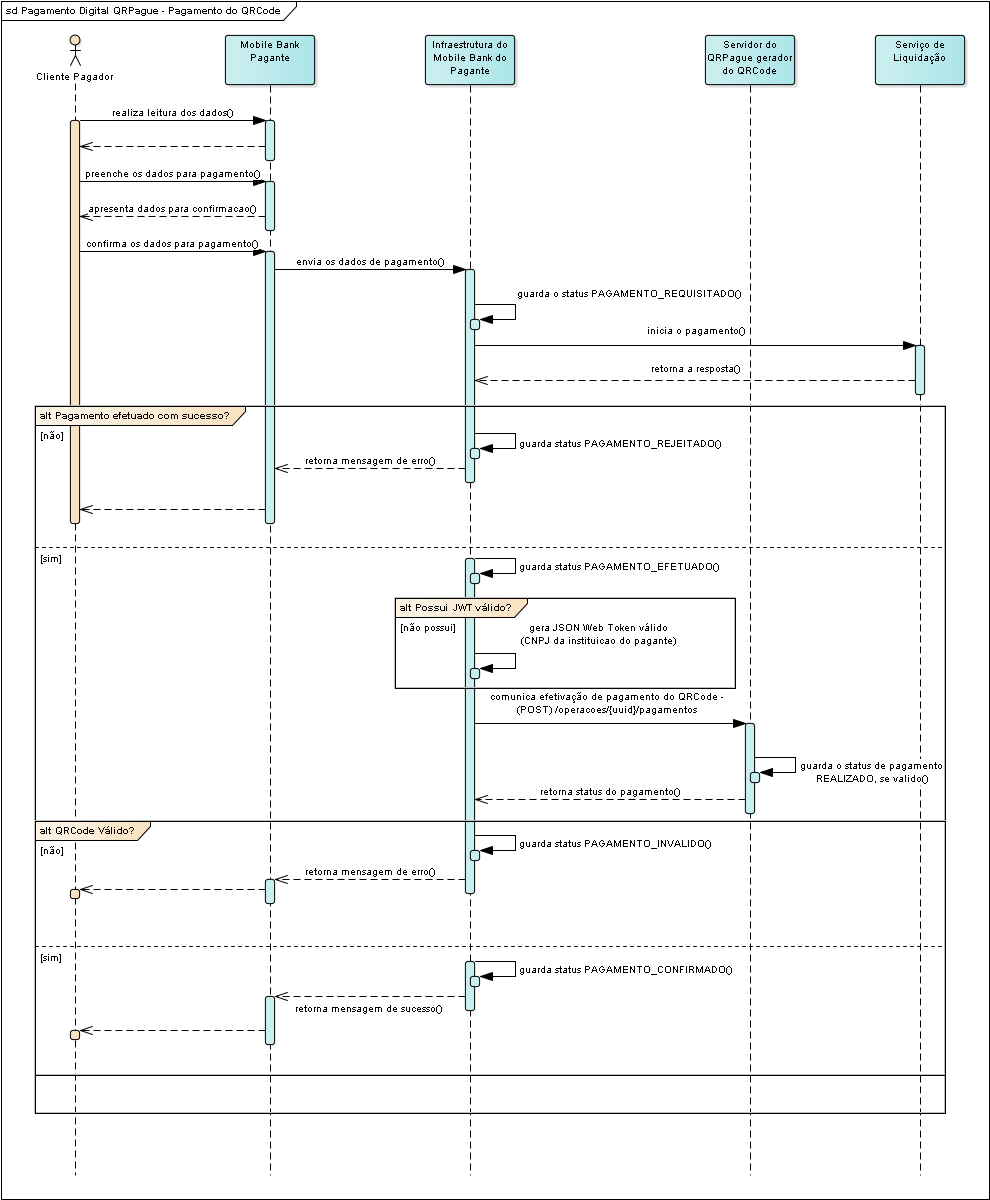 sd Pagamento Digital QRPague - Pagamento do QRCode
Cliente Pagador
Mobile Bank
Pagante
Infraestrutura do
Mobile Bank do
Pagante
Servidor do
QRPague gerador
do QRCode
Serviço de
Liquidação
realiza leitura dos dados()
preenche os dados para pagamento()
apresenta dados para confirmacao()
confirma os dados para pagamento()
envia os dados de pagamento()
guarda o status PAGAMENTO_REQUISITADO()
inicia o pagamento()
retorna a resposta()
alt Pagamento efetuado com sucesso?
[não]
guarda status PAGAMENTO_REJEITADO()
retorna mensagem de erro()
[sim]
guarda status PAGAMENTO_EFETUADO()
alt Possui JWT válido?
[não possui]
gera JSON Web Token válido
(CNPJ da instituicao do pagante)
comunica efetivação de pagamento do QRCode -
(POST) /operacoes/{uuid}/pagamentos
guarda o status de pagamento
REALIZADO, se valido()
retorna status do pagamento()
alt QRCode Válido?
[não]
guarda status PAGAMENTO_INVALIDO()
retorna mensagem de erro()
[sim]
guarda status PAGAMENTO_CONFIRMADO()
retorna mensagem de sucesso()